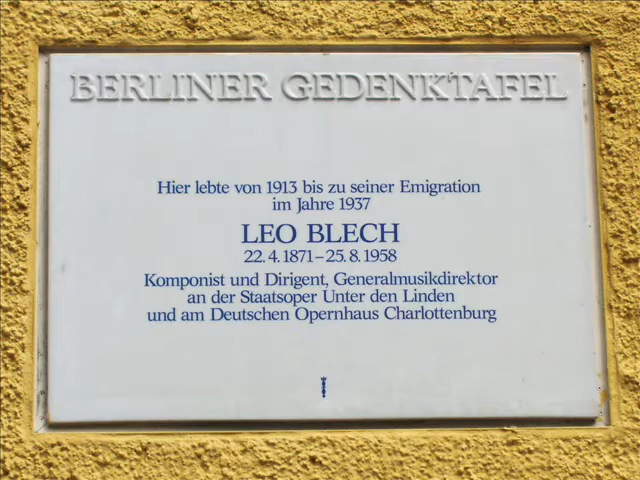 BERLINER GEDENKTAFEL
Hier lebte von 1913 bis zu seiner Emigration
im Jahre 1937
LEO BLECH
22. 4. 1871 – 25. 8. 1958
Komponist und Dirigent, Generalmusikdirektor
an der Staatsoper Unter den Linden
und am Deutschen Opernhaus Charlottenburg